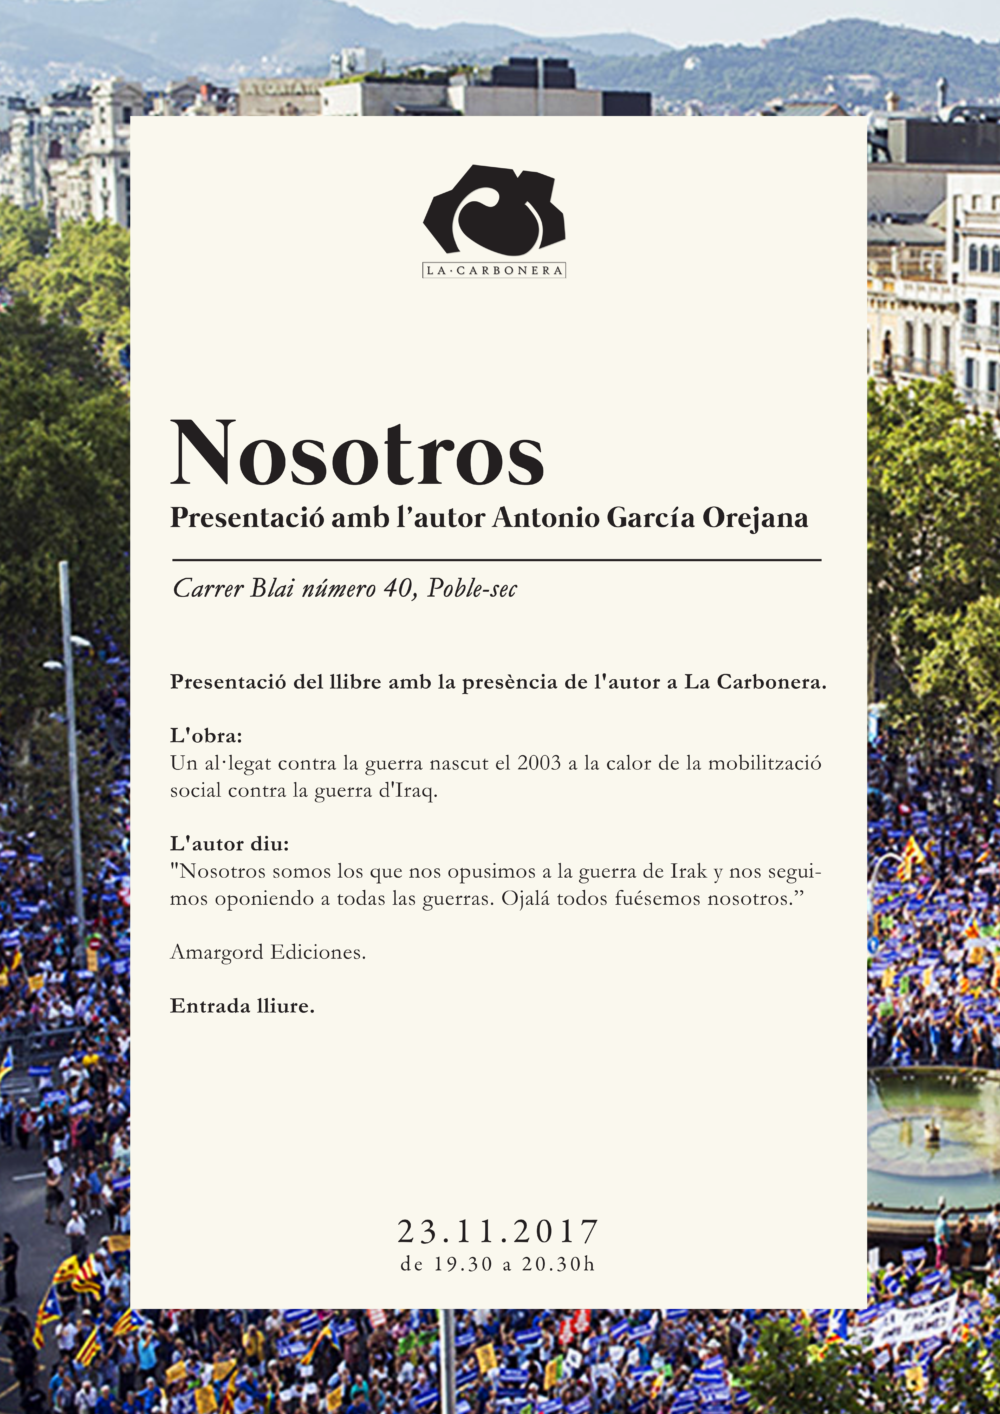 LA·CARBONERA
Nosotros
Presentació amb l’autor Antonio García Orejana
Carrer Blai número 40, Poble-sec
Presentació del llibre amb la presència de l'autor a La Carbonera.
L'obra:
Un al·legat contra la guerra nascut el 2003 a la calor de la mobilització
social contra la guerra d'Iraq.
L'autor diu:
"Nosotros somos los que nos opusimos a la guerra de Irak y nos segui-
mos oponiendo a todas las guerras. Ojalá todos fuésemos nosotros.”
Amargord Ediciones.
Entrada lliure.
23.11.2017
de 19.30 a 20.30h